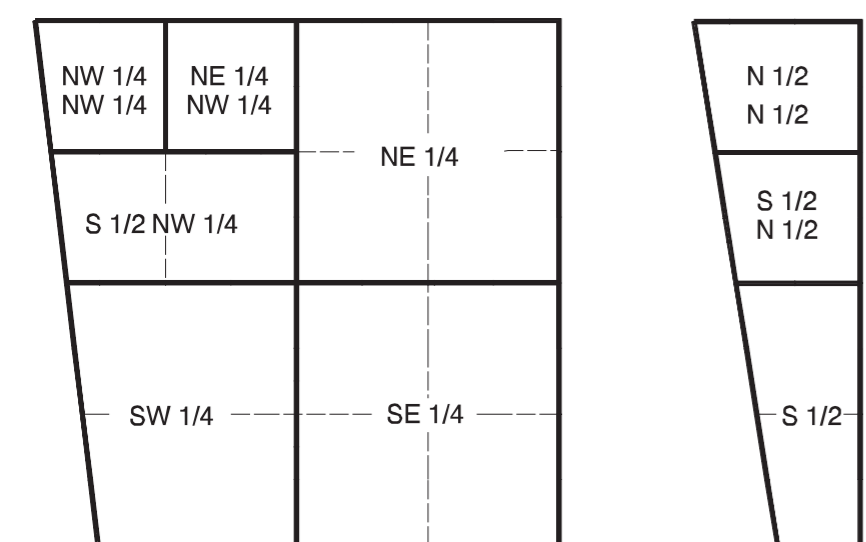 NW 1/4
NW 1/4
NE 1/4
NW 1/4
NE 1/4
S 1/2 NW 1/4
SW 1/4
SE 1/4
N 1/2
N 1/2
S 1/2
N 1/2
S 1/2